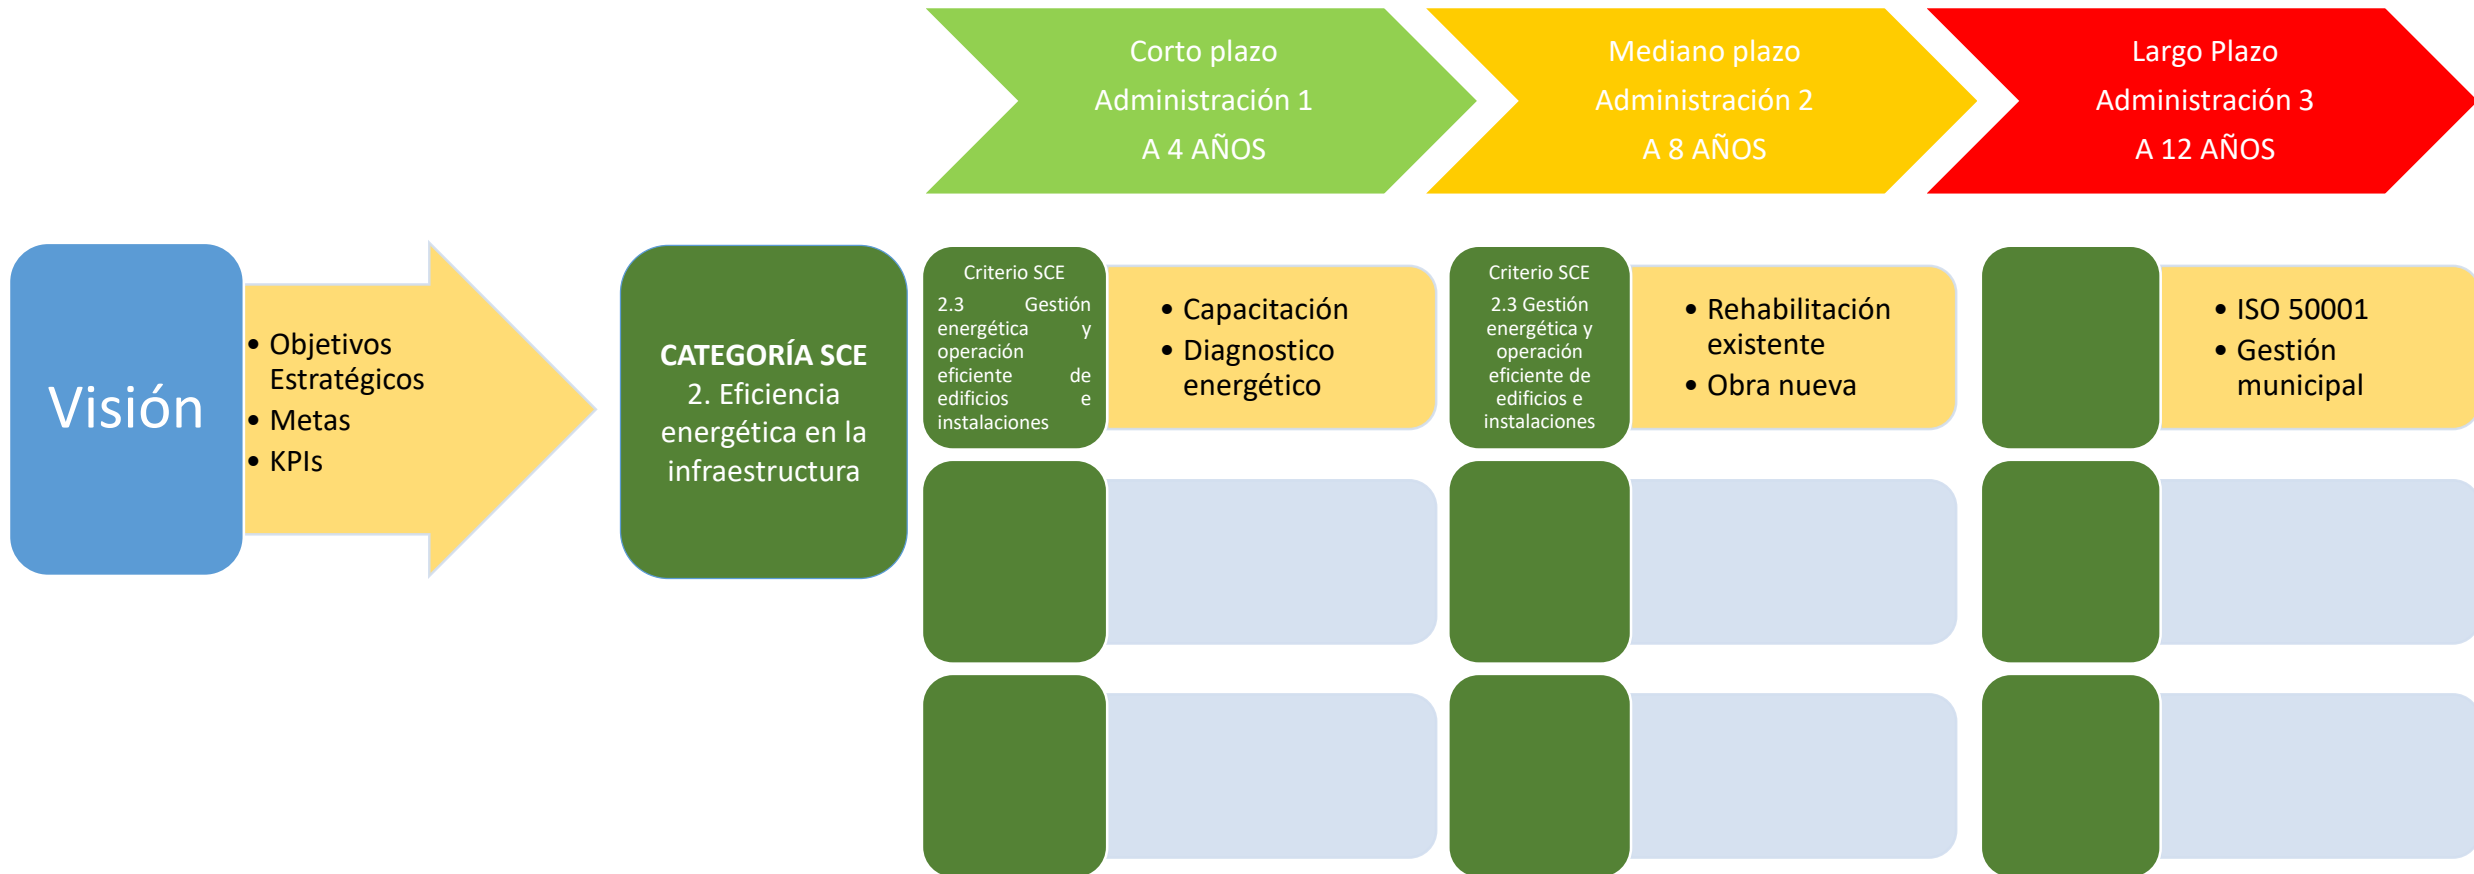 Corto plazo
Administración 1
A 4 AÑOS
Mediano plazo
Administración 2
A 8 AÑOS
Largo Plazo
Administración 3
A 12 AÑOS
Visión
• Objetivos
Estratégicos
• Metas
• KPIs
CATEGORÍA SCE
2. Eficiencia
energética en la
infraestructura
Criterio SCE
2.3 Gestión
energética y
operación
eficiente de
edificios e
instalaciones
• Capacitación
• Diagnostico
energético
Criterio SCE
2.3 Gestión
energética y
operación
eficiente de
edificios e
instalaciones
• Rehabilitación
existente
• Obra nueva
• ISO 50001
• Gestión
municipal